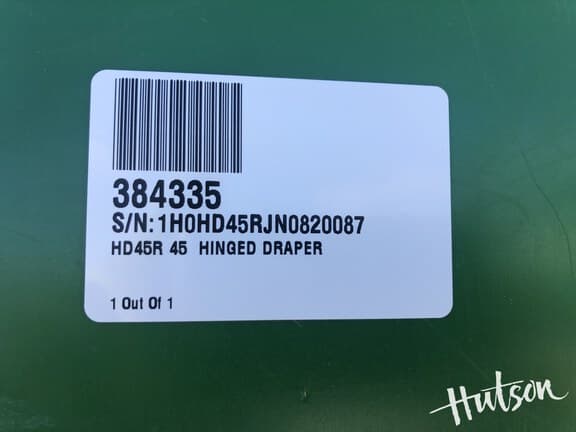 384335
S/N:1H0HD45RJN0820087
HD45R 45 HINGED DRAPER
1 Out Of 1
Hutson